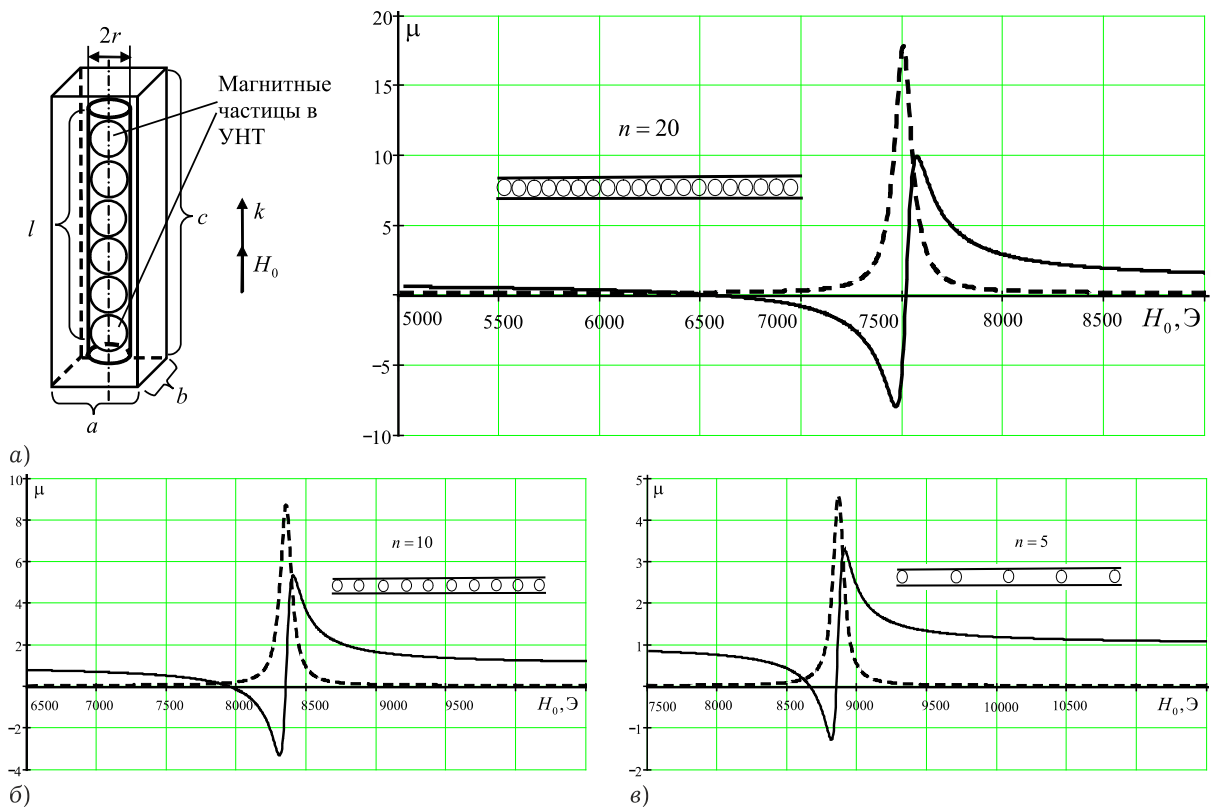 2r
Магнитные
частицы в
УНТ
l
c
k
H₀
b
a
а)
μ
20
15
10
5
−5
−10
n = 20
5000 5500 6000 6500 7000 7500 8000 8500 H₀, Э
б)
μ
10
8
6
4
2
−2
−4
n = 10
6500 7000 7500 8000 8500 9000 9500 H₀, Э
в)
μ
5
4
3
2
1
−1
−2
n = 5
7500 8000 8500 9000 9500 10000 10500 H₀, Э